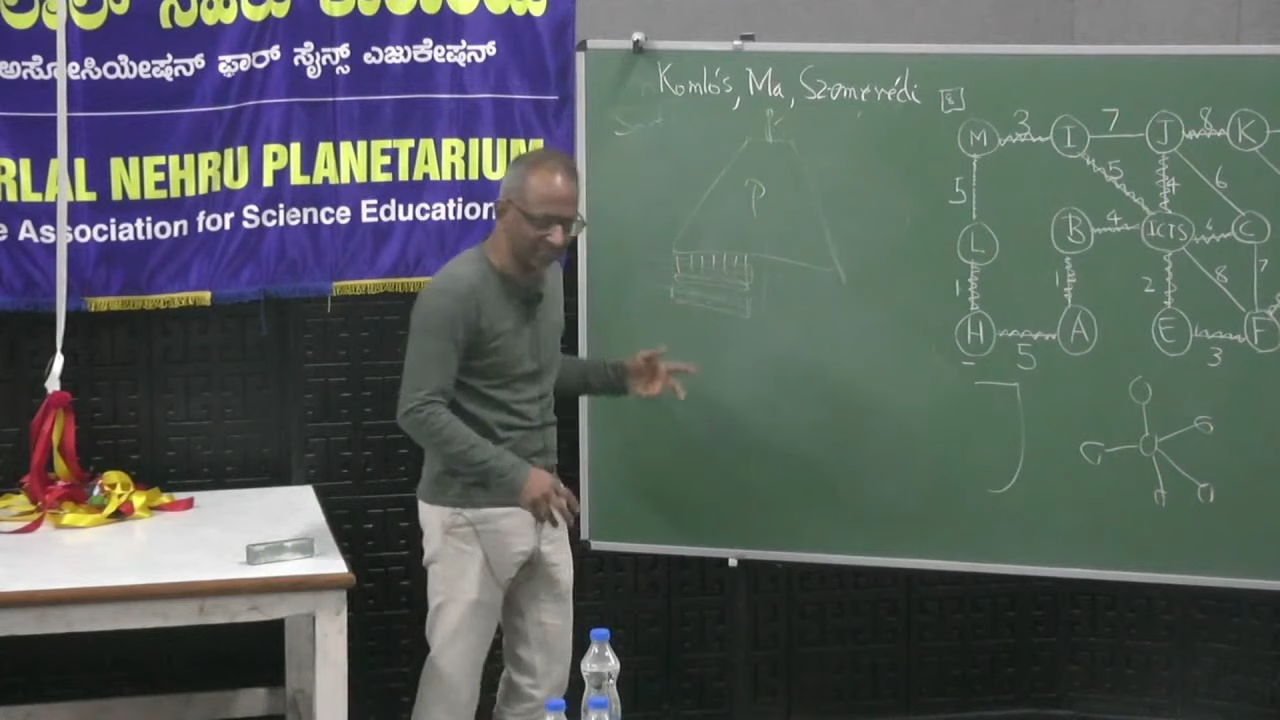 ಅಸೋಸಿಯೇಷನ್ ಫಾರ್ ಸೈನ್ಸ್ ಎಜುಕೇಷನ್
RLAL NEHRU PLANETARIUM
e Association for Science Education
Komlós, Ma, Szemerédi
K
P
M 3 I 7 J 8 K
5 5 4 6
L B 4 ICTS C
1 1 2 8 7
H 5 A E 3 F